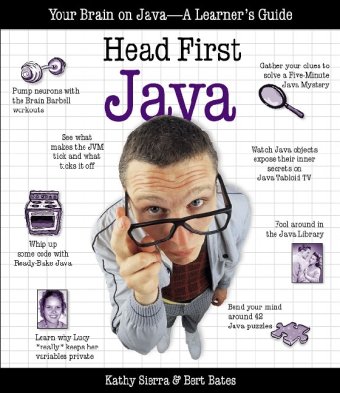 Your Brain on Java—A Learner's Guide
Head First
Java
Pump neurons with
the Brain Barbell
workouts
Gather your clues to
solve a Five-Minute
Java Mystery
See what
makes the JVM
tick and what
ticks it off
Watch Java objects
expose their inner
secrets on
Java Tabloid TV
Whip up
some code with
Ready-Bake Java
Fool around in
the Java Library
Learn why Lucy
*really* keeps her
variables private
Bend your mind
around 42
Java puzzles
Kathy Sierra & Bert Bates